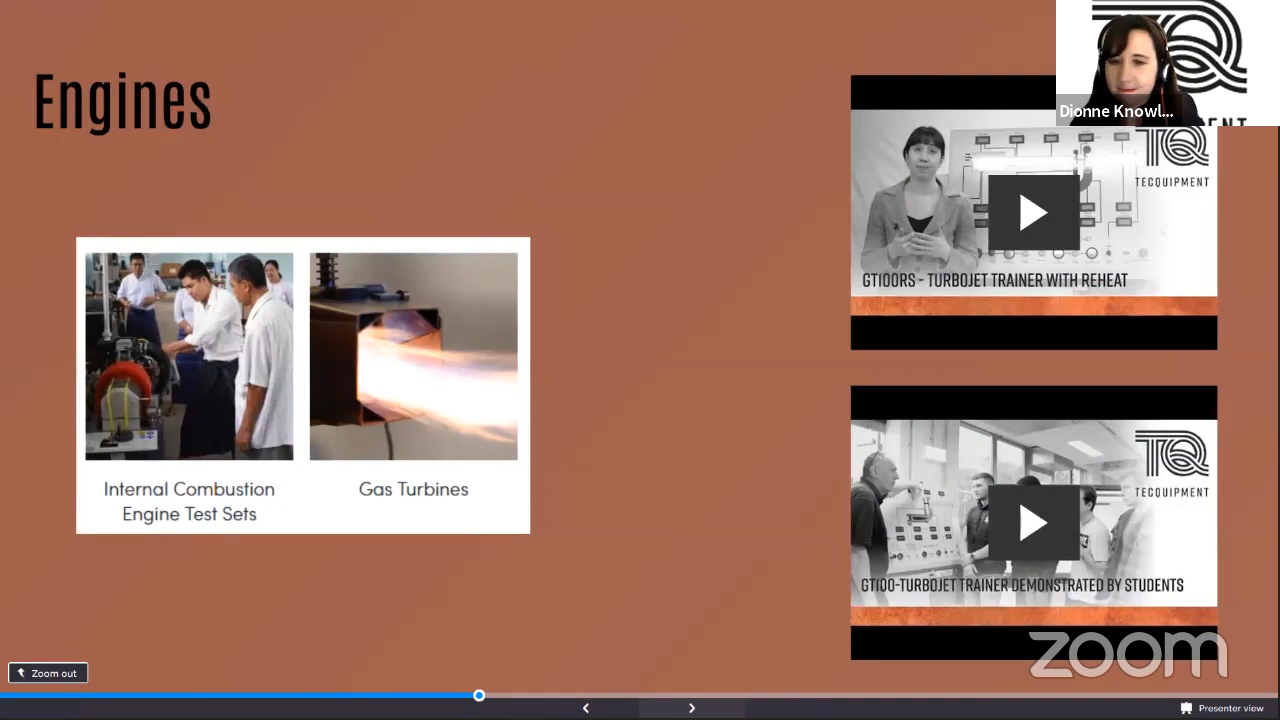 Engines
Internal Combustion
Engine Test Sets
Gas Turbines
Dionne Knowl...
TECQUIPMENT
GT100RS - TURBOJET TRAINER WITH REHEAT
TQ
TECQUIPMENT
GT100-TURBOJET TRAINER DEMONSTRATED BY STUDENTS
zoom
Zoom out
Presenter view